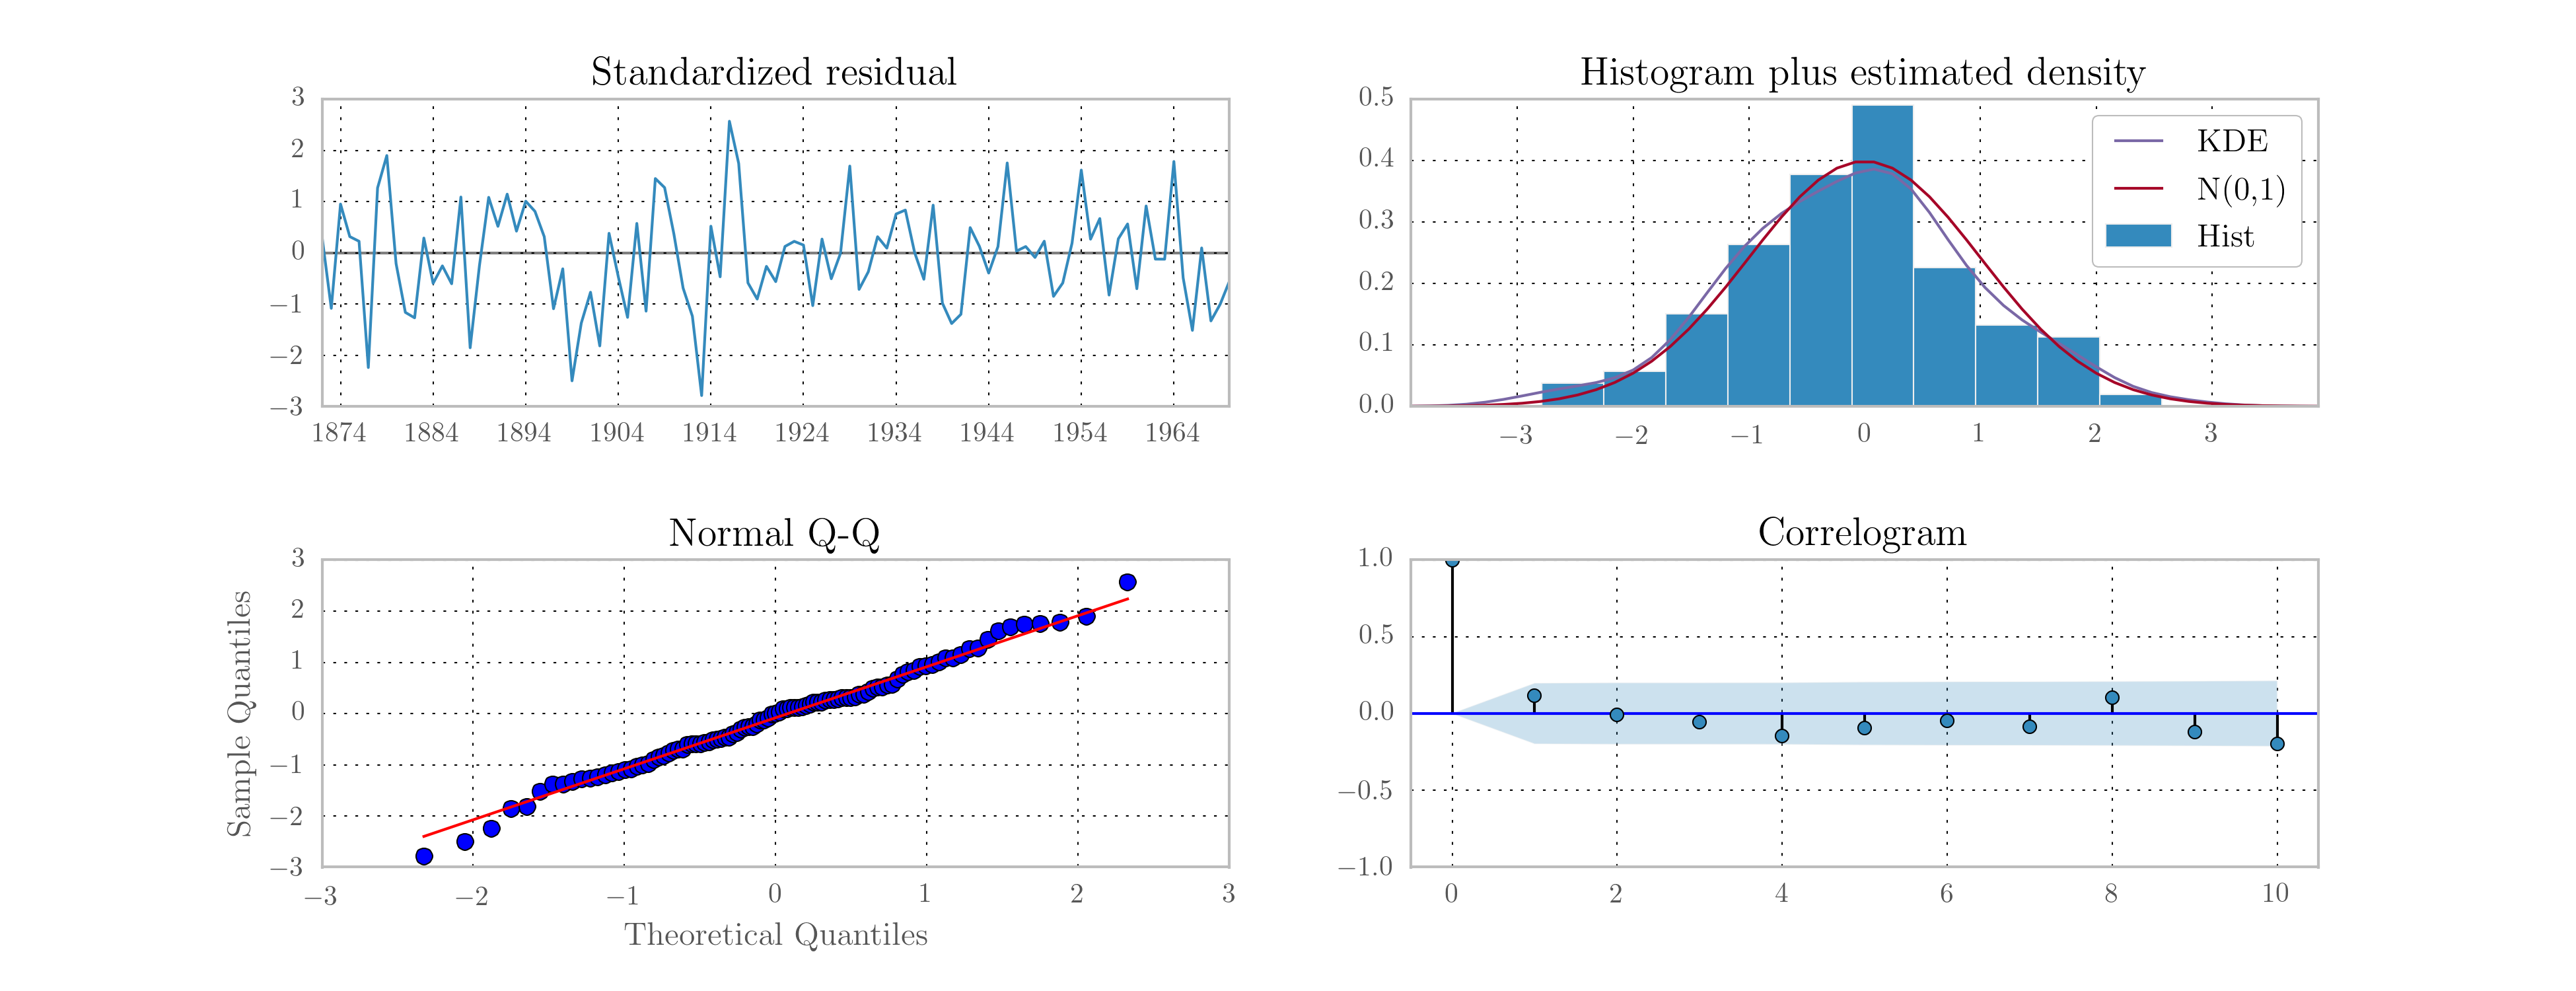 Standardized residual
3
2
1
0
−1
−2
−3
1874 1884 1894 1904 1914 1924 1934 1944 1954 1964
Histogram plus estimated density
0.5
0.4
0.3
0.2
0.1
0.0
−3 −2 −1 0 1 2 3
KDE
N(0,1)
Hist
Normal Q-Q
Sample Quantiles
3
2
1
0
−1
−2
−3
−3 −2 −1 0 1 2 3
Theoretical Quantiles
Correlogram
1.0
0.5
0.0
−0.5
−1.0
0 2 4 6 8 10